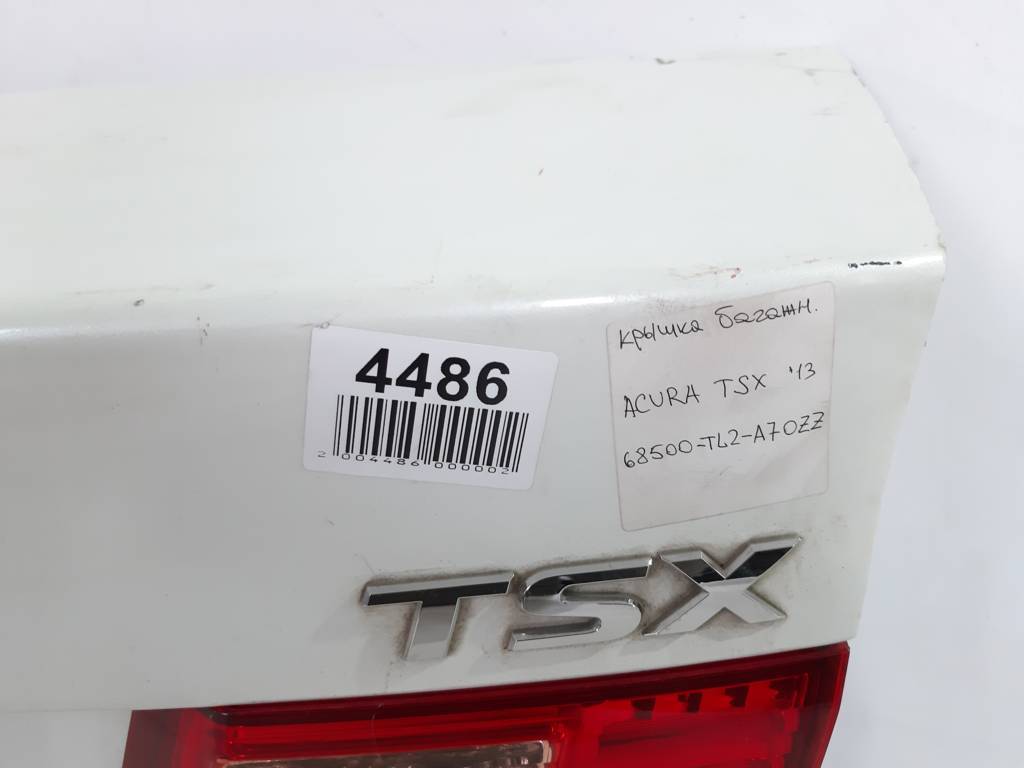 4486
2 004486 000002
крышка багажн.
ACURA TSX '13
68500-TL2-A70ZZ
TSX